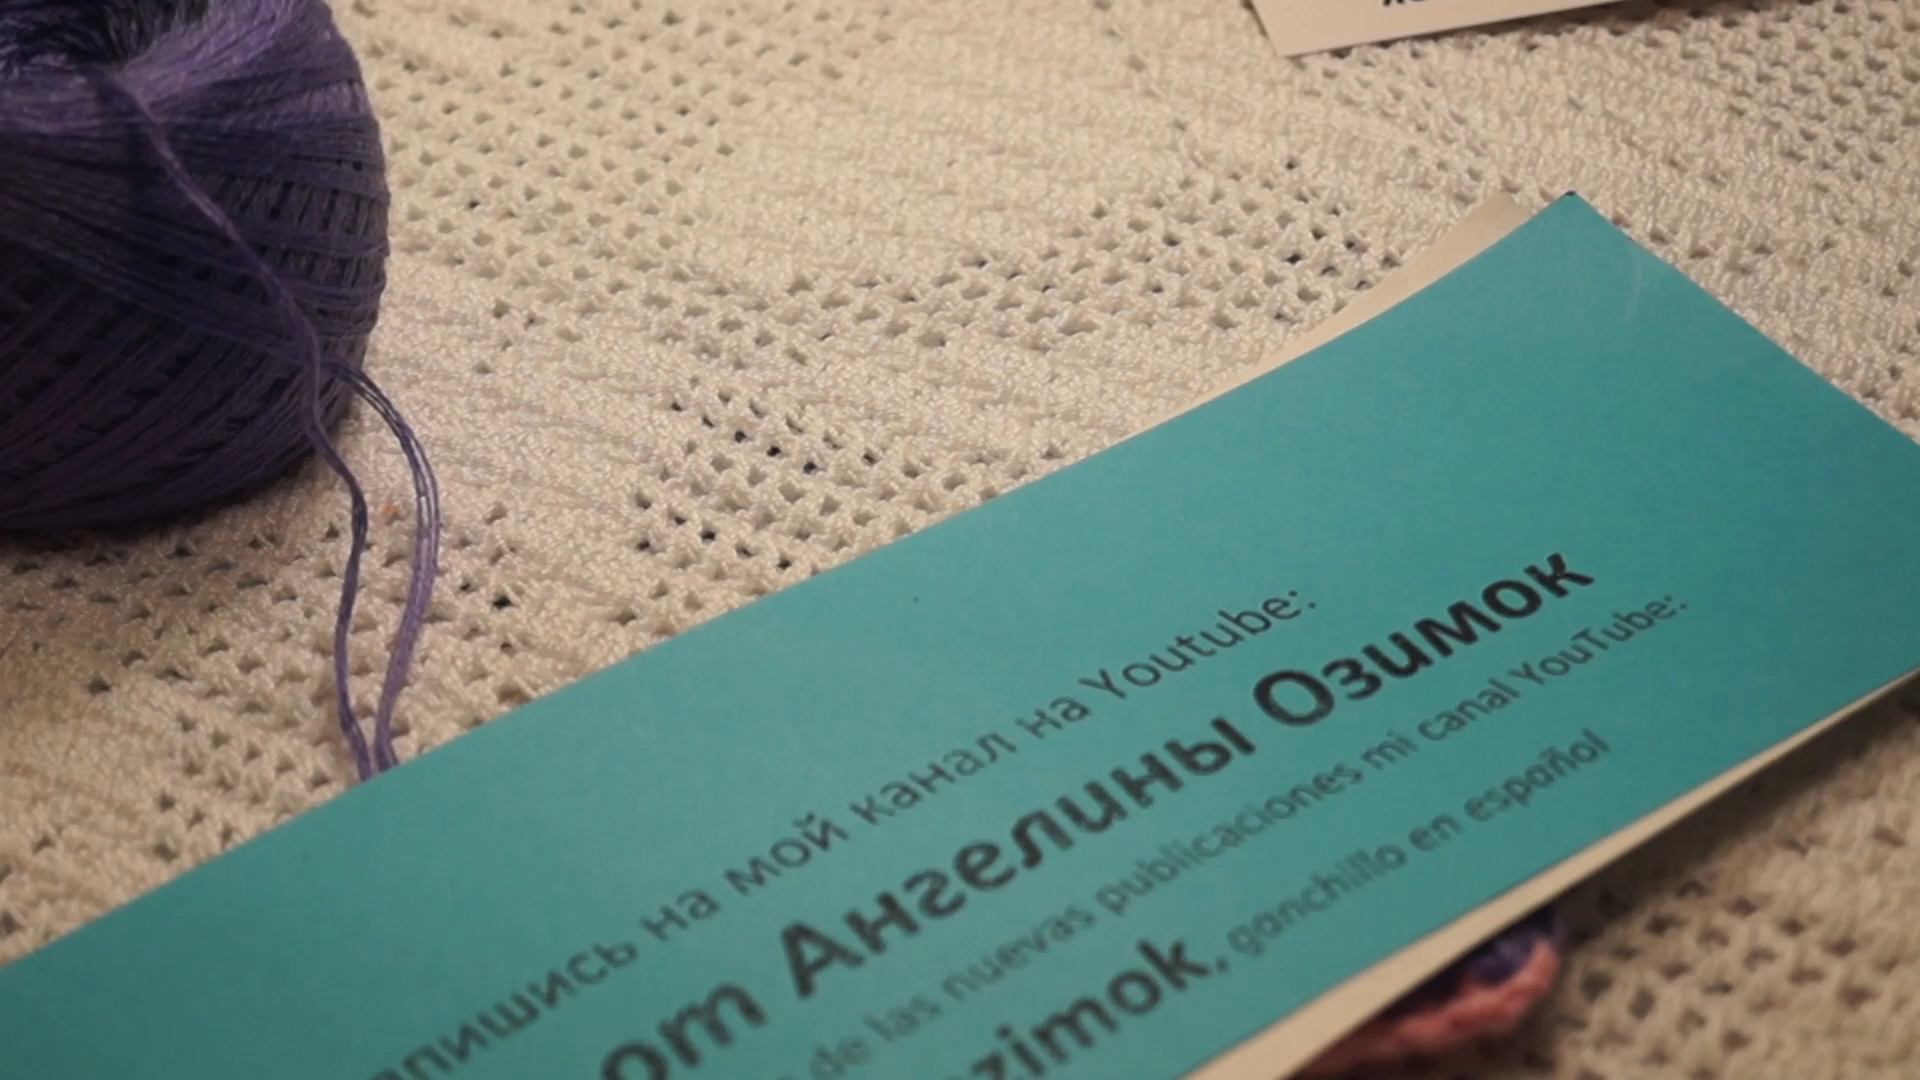 на мой канал на Youtube:
от Ангелины Озимок
de las nuevas publicaciones mi canal YouTube:
zimok, ganchillo en español